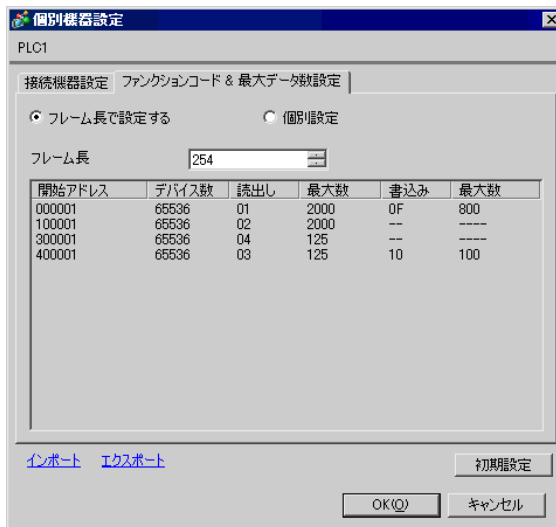 個別機器設定
PLC1
接続機器設定 ファンクションコード & 最大データ数設定
フレーム長で設定する 個別設定
フレーム長 254
開始アドレス デバイス数 読出し 最大数 書込み 最大数
000001 65536 01 2000 0F 800
100001 65536 02 2000 -- ----
300001 65536 04 125 -- ----
400001 65536 03 125 10 100
インポート エクスポート 初期設定
OK(O) キャンセル